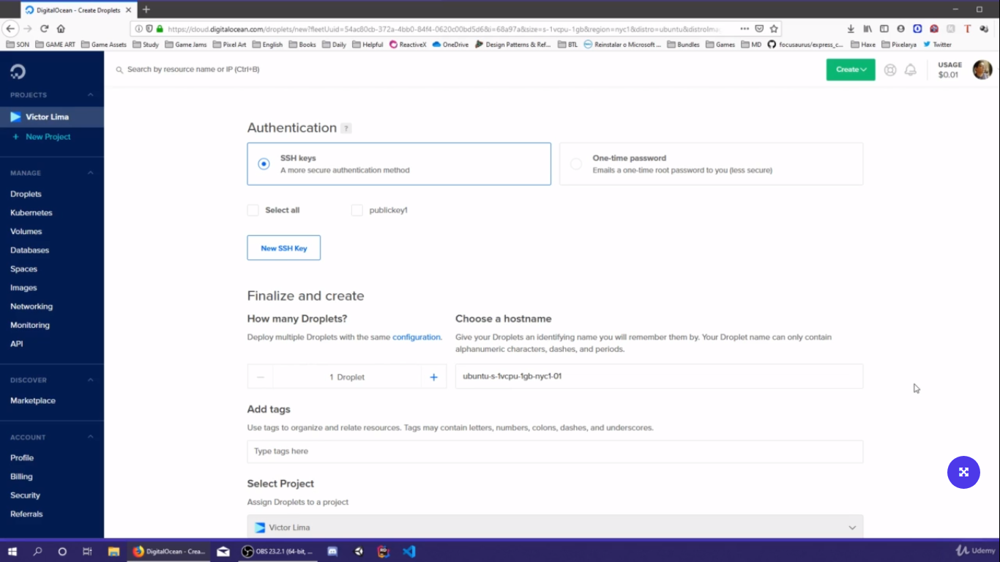 DigitalOcean - Create Droplets
https://cloud.digitalocean.com/droplets/new?fleetUuid=54ac80cb-372a-4bb0-84f4-0620c00bd5d6&i=68a97a&size=s-1vcpu-1gb&region=nyc1&distro=ubuntu&distroIma
SON GAME ART Game Assets Study Game Jams Pixel Art English Books Daily Helpful ReactiveX OneDrive Design Patterns & Ref... BTL Reinstalar o Microsoft ... Bundles Games MD focusaurus/express_c... Haxe Pixelarya Twitter
Search by resource name or IP (Ctrl+B)
Create
USAGE
$0.01
PROJECTS
Victor Lima
+ New Project
MANAGE
Droplets
Kubernetes
Volumes
Databases
Spaces
Images
Networking
Monitoring
API
DISCOVER
Marketplace
ACCOUNT
Profile
Billing
Security
Referrals
Authentication ?
SSH keys
A more secure authentication method
One-time password
Emails a one-time root password to you (less secure)
Select all
publickey1
New SSH Key
Finalize and create
How many Droplets?
Deploy multiple Droplets with the same configuration.
1 Droplet
Choose a hostname
Give your Droplets an identifying name you will remember them by. Your Droplet name can only contain
alphanumeric characters, dashes, and periods.
ubuntu-s-1vcpu-1gb-nyc1-01
Add tags
Use tags to organize and relate resources. Tags may contain letters, numbers, colons, dashes, and underscores.
Type tags here
Select Project
Assign Droplets to a project
Victor Lima
DigitalOcean - Crea...
OBS 23.2.1 (64-bit, ...
Udemy